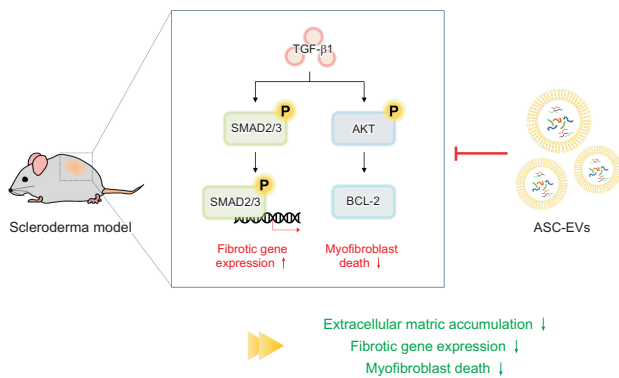 TGF-β1
P
P
SMAD2/3
AKT
P
SMAD2/3
BCL-2
Fibrotic gene
expression ↑
Myofibroblast
death ↓
Scleroderma model
ASC-EVs
Extracellular matric accumulation ↓
Fibrotic gene expression ↓
Myofibroblast death ↓